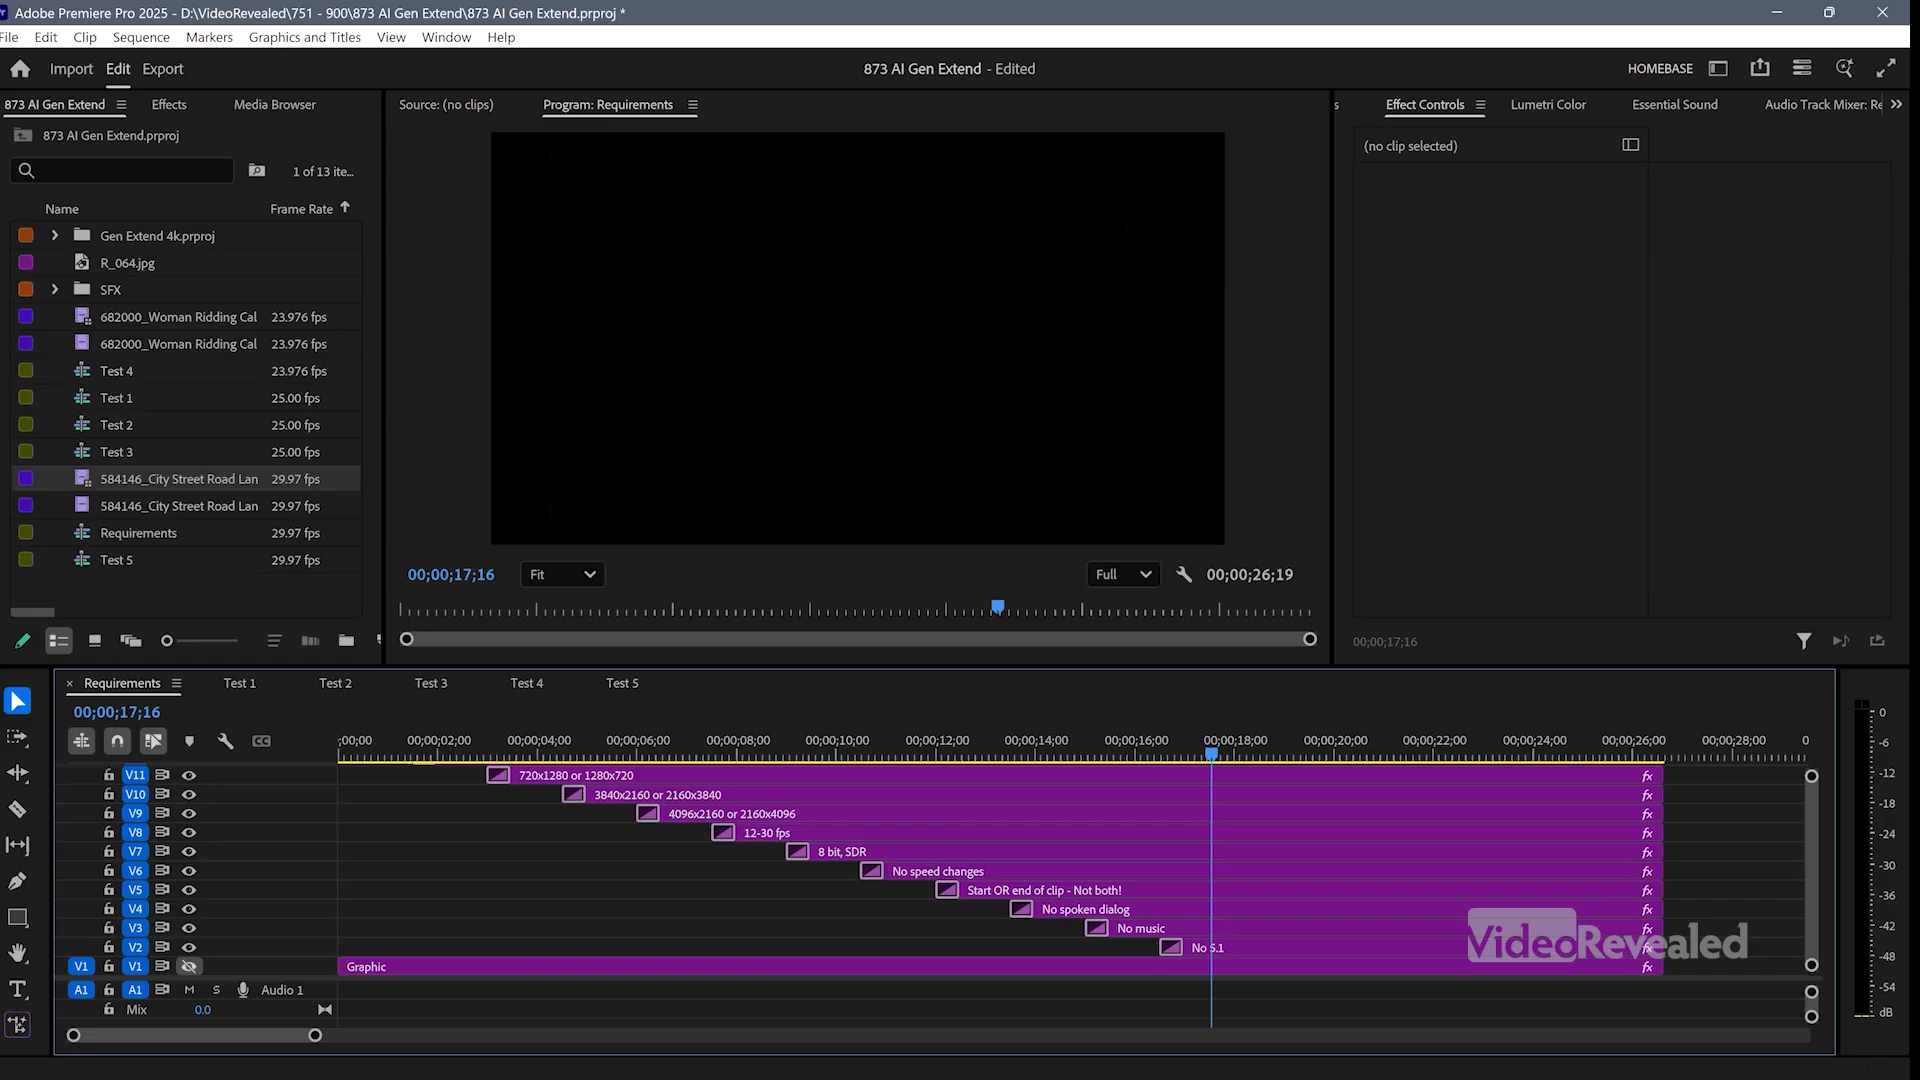 Adobe Premiere Pro 2025 - D:\VideoRevealed\751 - 900\873 AI Gen Extend\873 AI Gen Extend.prproj *
File Edit Clip Sequence Markers Graphics and Titles View Window Help
Import Edit Export
873 AI Gen Extend - Edited
HOMEBASE
873 AI Gen Extend Effects Media Browser
Source: (no clips) Program: Requirements
Effect Controls Lumetri Color Essential Sound Audio Track Mixer: Re
873 AI Gen Extend.prproj
(no clip selected)
1 of 13 ite...
Name Frame Rate
Gen Extend 4k.prproj
R_064.jpg
SFX
682000_Woman Ridding Cal 23.976 fps
682000_Woman Ridding Cal 23.976 fps
Test 4 23.976 fps
Test 1 25.00 fps
Test 2 25.00 fps
Test 3 25.00 fps
584146_City Street Road Lan 29.97 fps
584146_City Street Road Lan 29.97 fps
Requirements 29.97 fps
Test 5 29.97 fps
00;00;17;16 Fit Full 00;00;26;19
00;00;17;16
× Requirements Test 1 Test 2 Test 3 Test 4 Test 5
00;00;17;16
;00;00 00;00;02;00 00;00;04;00 00;00;06;00 00;00;08;00 00;00;10;00 00;00;12;00 00;00;14;00 00;00;16;00 00;00;18;00 00;00;20;00 00;00;22;00 00;00;24;00 00;00;26;00 00;00;28;00 0
V11 720x1280 or 1280x720 fx
V10 3840x2160 or 2160x3840 fx
V9 4096x2160 or 2160x4096 fx
V8 12-30 fps fx
V7 8 bit, SDR fx
V6 No speed changes fx
V5 Start OR end of clip - Not both! fx
V4 No spoken dialog fx
V3 No music
V2 No 5.1
V1 V1 Graphic fx
A1 A1 M S Audio 1
Mix 0.0
VideoRevealed
0
-6
-12
-18
-24
-30
-36
-42
-48
-54
dB